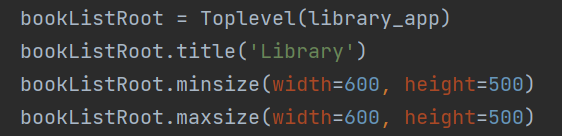 bookListRoot = Toplevel(library_app)
bookListRoot.title('Library')
bookListRoot.minsize(width=600, height=500)
bookListRoot.maxsize(width=600, height=500)